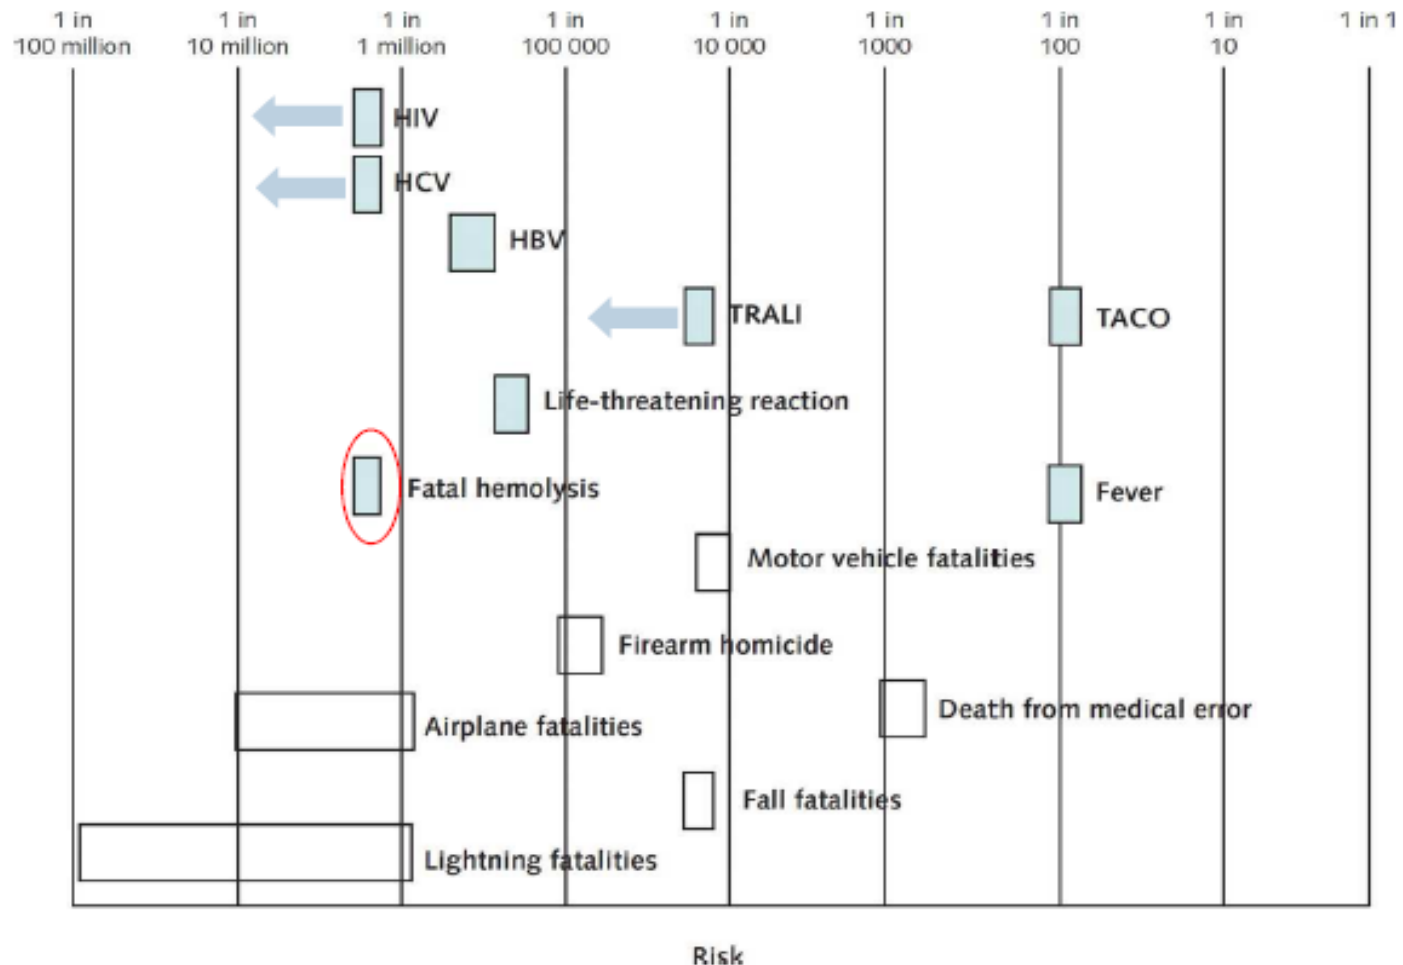 1 in 1 in 1 in 1 in 1 in 1 in 1 in 1 in 1 in 1
100 million 10 million 1 million 100 000 10 000 1000 100 10
HIV
HCV
HBV
TRALI TACO
Life-threatening reaction
Fatal hemolysis Fever
Motor vehicle fatalities
Firearm homicide
Death from medical error
Airplane fatalities
Fall fatalities
Lightning fatalities
Risk